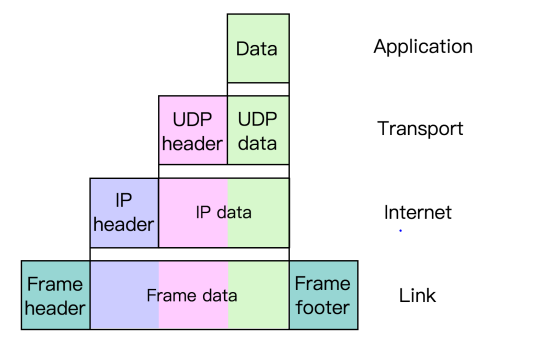 Data
Application
UDP
header
UDP
data
Transport
IP
header
IP data
Internet
Frame
header
Frame data
Frame
footer
Link